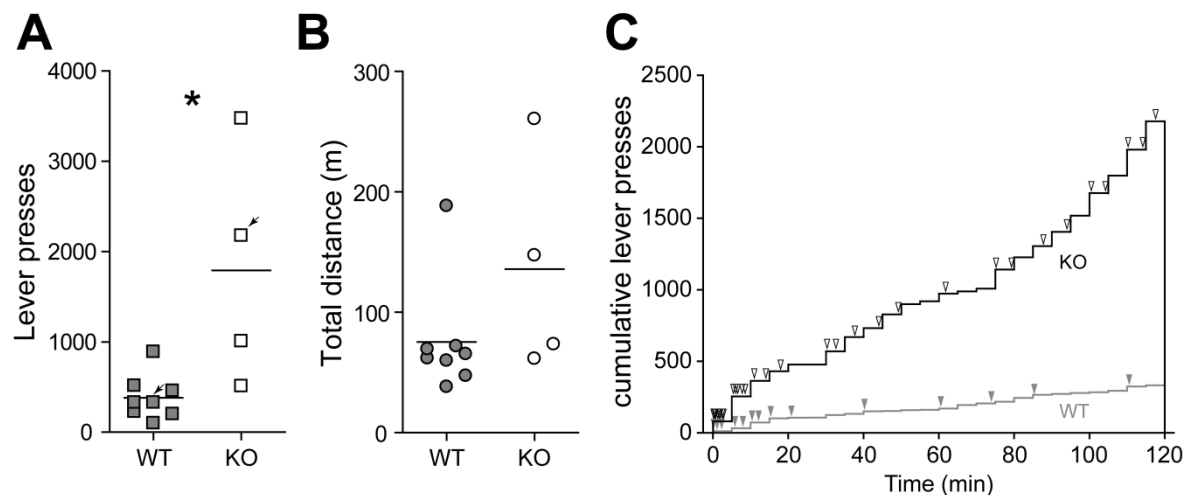 A
Lever presses
4000
3000
2000
1000
0
*
WT
KO
B
Total distance (m)
300
200
100
0
WT
KO
C
cumulative lever presses
2500
2000
1500
1000
500
0
KO
WT
0
20
40
60
80
100
120
Time (min)